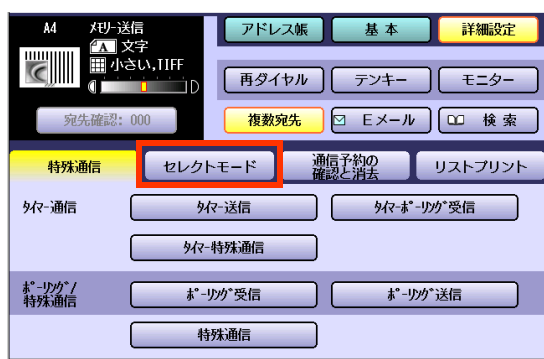 A4 ﾒﾓﾘｰ送信
A 文字
小さい,TIFF
D
宛先確認: 000
アドレス帳 基本 詳細設定
再ダイヤル テンキー モニター
複数宛先 Eメール 検索
特殊通信 セレクトモード 通信予約の
確認と消去 リストプリント
ﾀｲﾏｰ通信 ﾀｲﾏｰ送信 ﾀｲﾏｰﾎﾟｰﾘﾝｸﾞ受信
ﾀｲﾏｰ特殊通信
ﾎﾟｰﾘﾝｸﾞ/
特殊通信 ﾎﾟｰﾘﾝｸﾞ受信 ﾎﾟｰﾘﾝｸﾞ送信
特殊通信